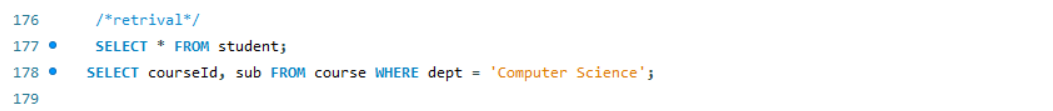 176 /*retrival*/
177 SELECT * FROM student;
178 SELECT courseId, sub FROM course WHERE dept = 'Computer Science';
179